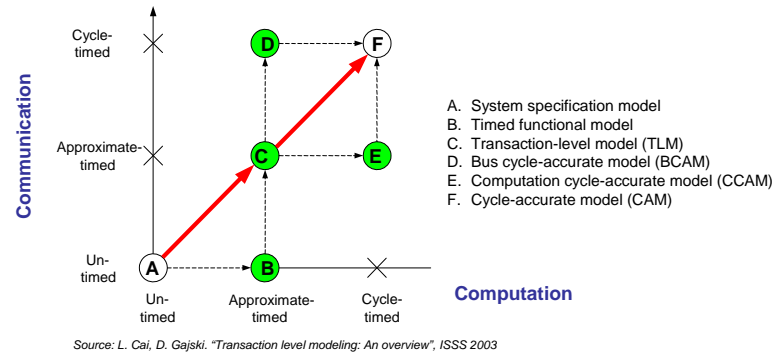 Communication
Cycle-
timed
Approximate-
timed
Un-
timed
D
F
C
E
A
B
Un-
timed
Approximate-
timed
Cycle-
timed
Computation
A. System specification model
B. Timed functional model
C. Transaction-level model (TLM)
D. Bus cycle-accurate model (BCAM)
E. Computation cycle-accurate model (CCAM)
F. Cycle-accurate model (CAM)
Source: L. Cai, D. Gajski. “Transaction level modeling: An overview”, ISSS 2003